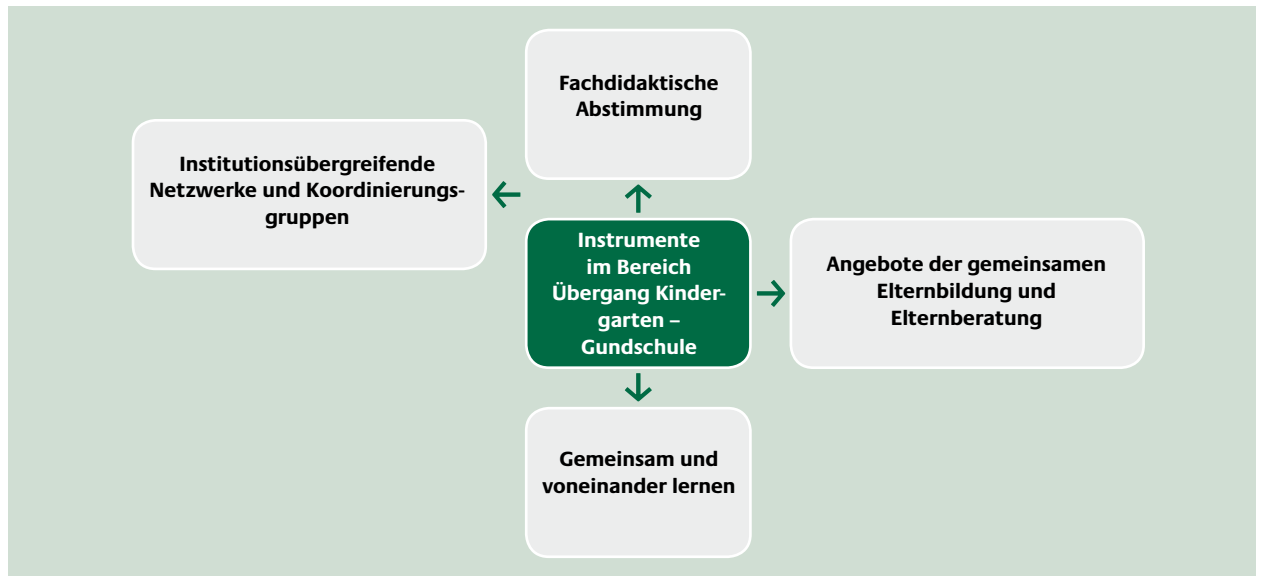 Fachdidaktische
Abstimmung
Institutionsübergreifende
Netzwerke und Koordinierungs-
gruppen
Instrumente
im Bereich
Übergang Kinder-
garten –
Gundschule
Angebote der gemeinsamen
Elternbildung und
Elternberatung
Gemeinsam und
voneinander lernen